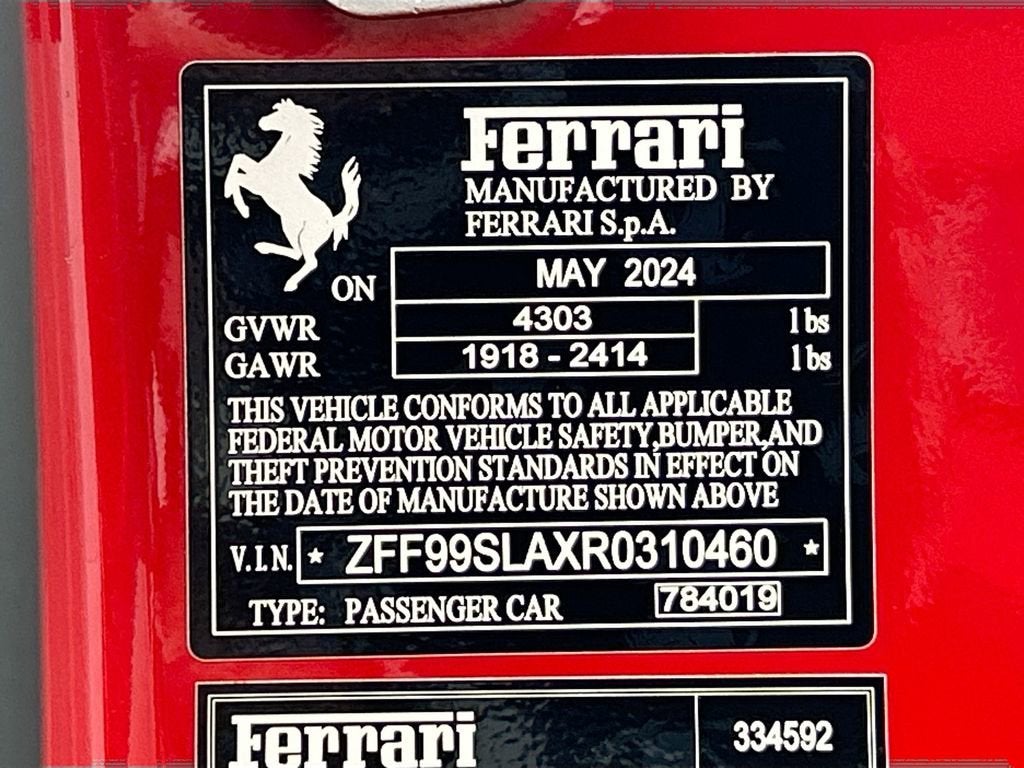 Ferrari
MANUFACTURED BY
FERRARI S.p.A.
ON MAY 2024
GVWR 4303 lbs
GAWR 1918 - 2414 lbs
THIS VEHICLE CONFORMS TO ALL APPLICABLE
FEDERAL MOTOR VEHICLE SAFETY,BUMPER,AND
THEFT PREVENTION STANDARDS IN EFFECT ON
THE DATE OF MANUFACTURE SHOWN ABOVE
V.I.N. * ZFF99SLAXR0310460 *
TYPE: PASSENGER CAR 784019
Ferrari 334592